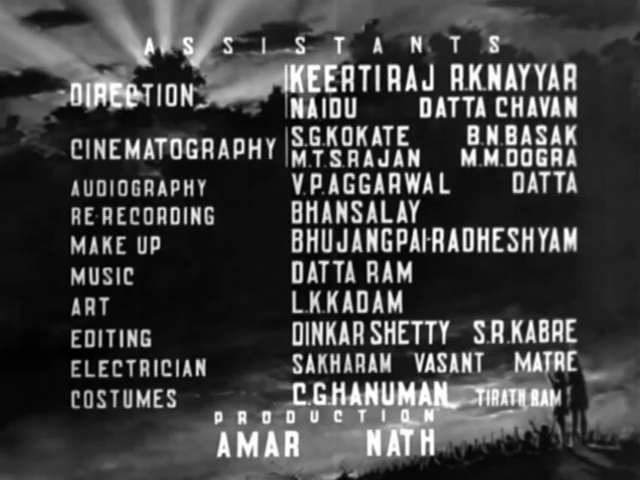 ASSISTANTS
DIRECTION KEERTIRAJ R.K.NAYYAR
NAIDU DATTA CHAVAN
CINEMATOGRAPHY S.G.KOKATE B.N.BASAK
M.T.S.RAJAN M.M.DOGRA
AUDIOGRAPHY V.P.AGGARWAL DATTA
RE-RECORDING BHANSALAY
MAKE UP BHUJANGPAI-RADHESHYAM
MUSIC DATTA RAM
ART L.K.KADAM
EDITING DINKAR SHETTY S.R.KABRE
ELECTRICIAN SAKHARAM VASANT MATRE
COSTUMES C.G.HANUMAN TIRATH RAM
PRODUCTION
AMAR NATH